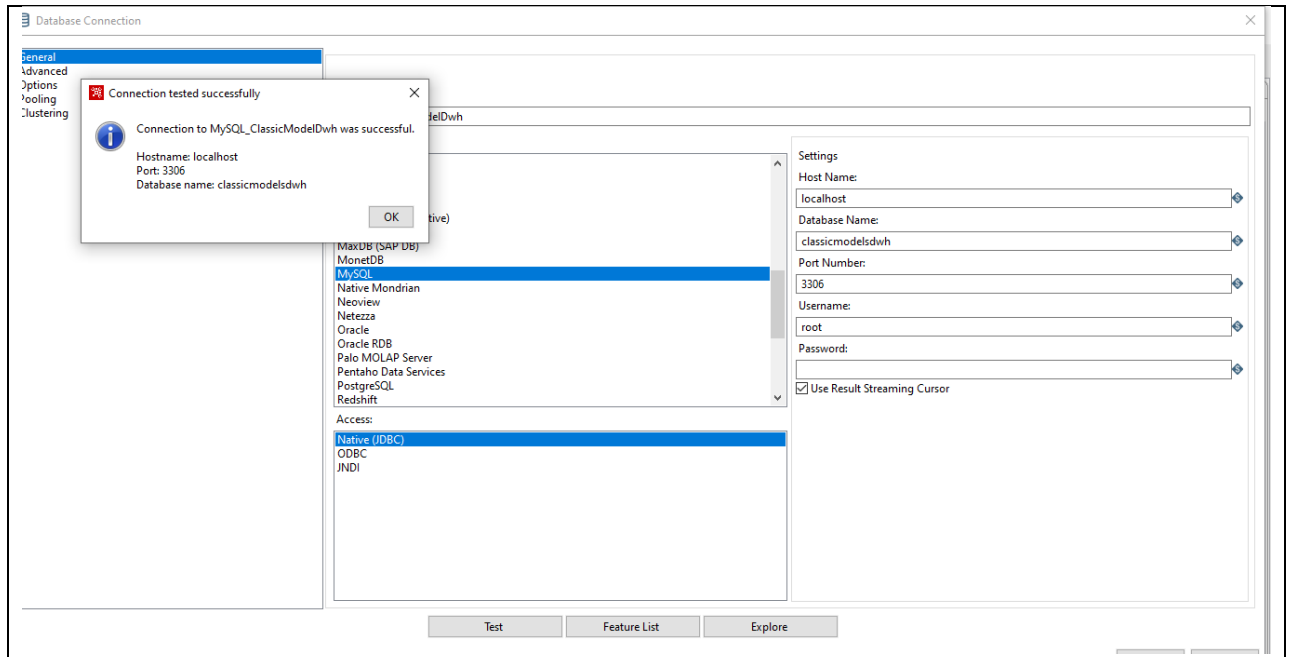 Database Connection
General
Advanced
Options
Pooling
Clustering
Connection tested successfully
Connection to MySQL_ClassicModelDwh was successful.
Hostname: localhost
Port: 3306
Database name: classicmodelsdwh
OK
delDwh
tive)
MaxDB (SAP DB)
MonetDB
MySQL
Native Mondrian
Neoview
Netezza
Oracle
Oracle RDB
Palo MOLAP Server
Pentaho Data Services
PostgreSQL
Redshift
Access:
Native (JDBC)
ODBC
JNDI
Settings
Host Name:
localhost
Database Name:
classicmodelsdwh
Port Number:
3306
Username:
root
Password:
Use Result Streaming Cursor
Test
Feature List
Explore